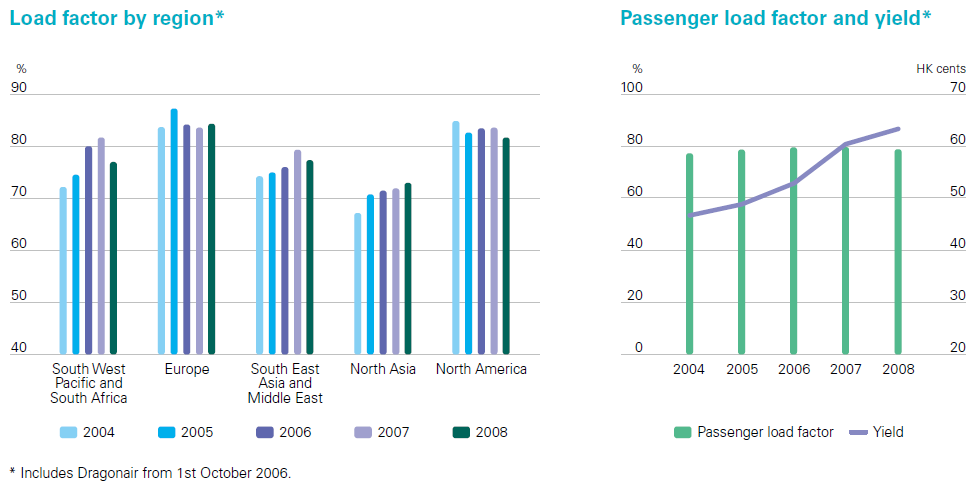 Load factor by region*
%
90
80
70
60
50
40
South West
Pacific and
South Africa
Europe
South East
Asia and
Middle East
North Asia
North America
2004
2005
2006
2007
2008
Passenger load factor and yield*
%
HK cents
100
80
60
40
20
0
70
60
50
40
30
20
2004
2005
2006
2007
2008
Passenger load factor
Yield
* Includes Dragonair from 1st October 2006.